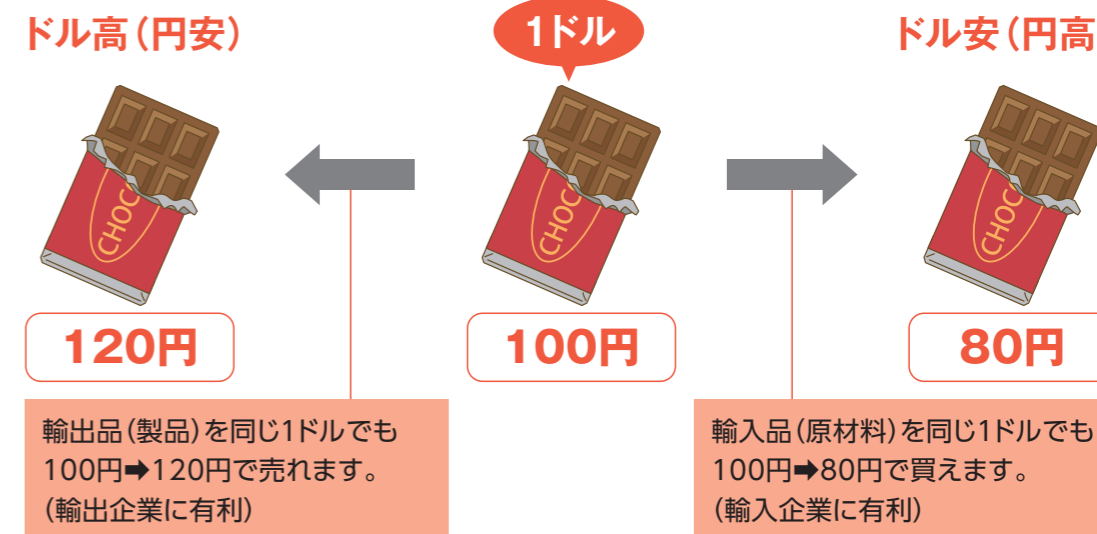 ドル高（円安）
1ドル
ドル安（円高
CHOC
CHOC
CHOC
120円
100円
80円
輸出品（製品）を同じ1ドルでも
100円➡120円で売れます。
（輸出企業に有利）
輸入品（原材料）を同じ1ドルでも
100円➡80円で買えます。
（輸入企業に有利）